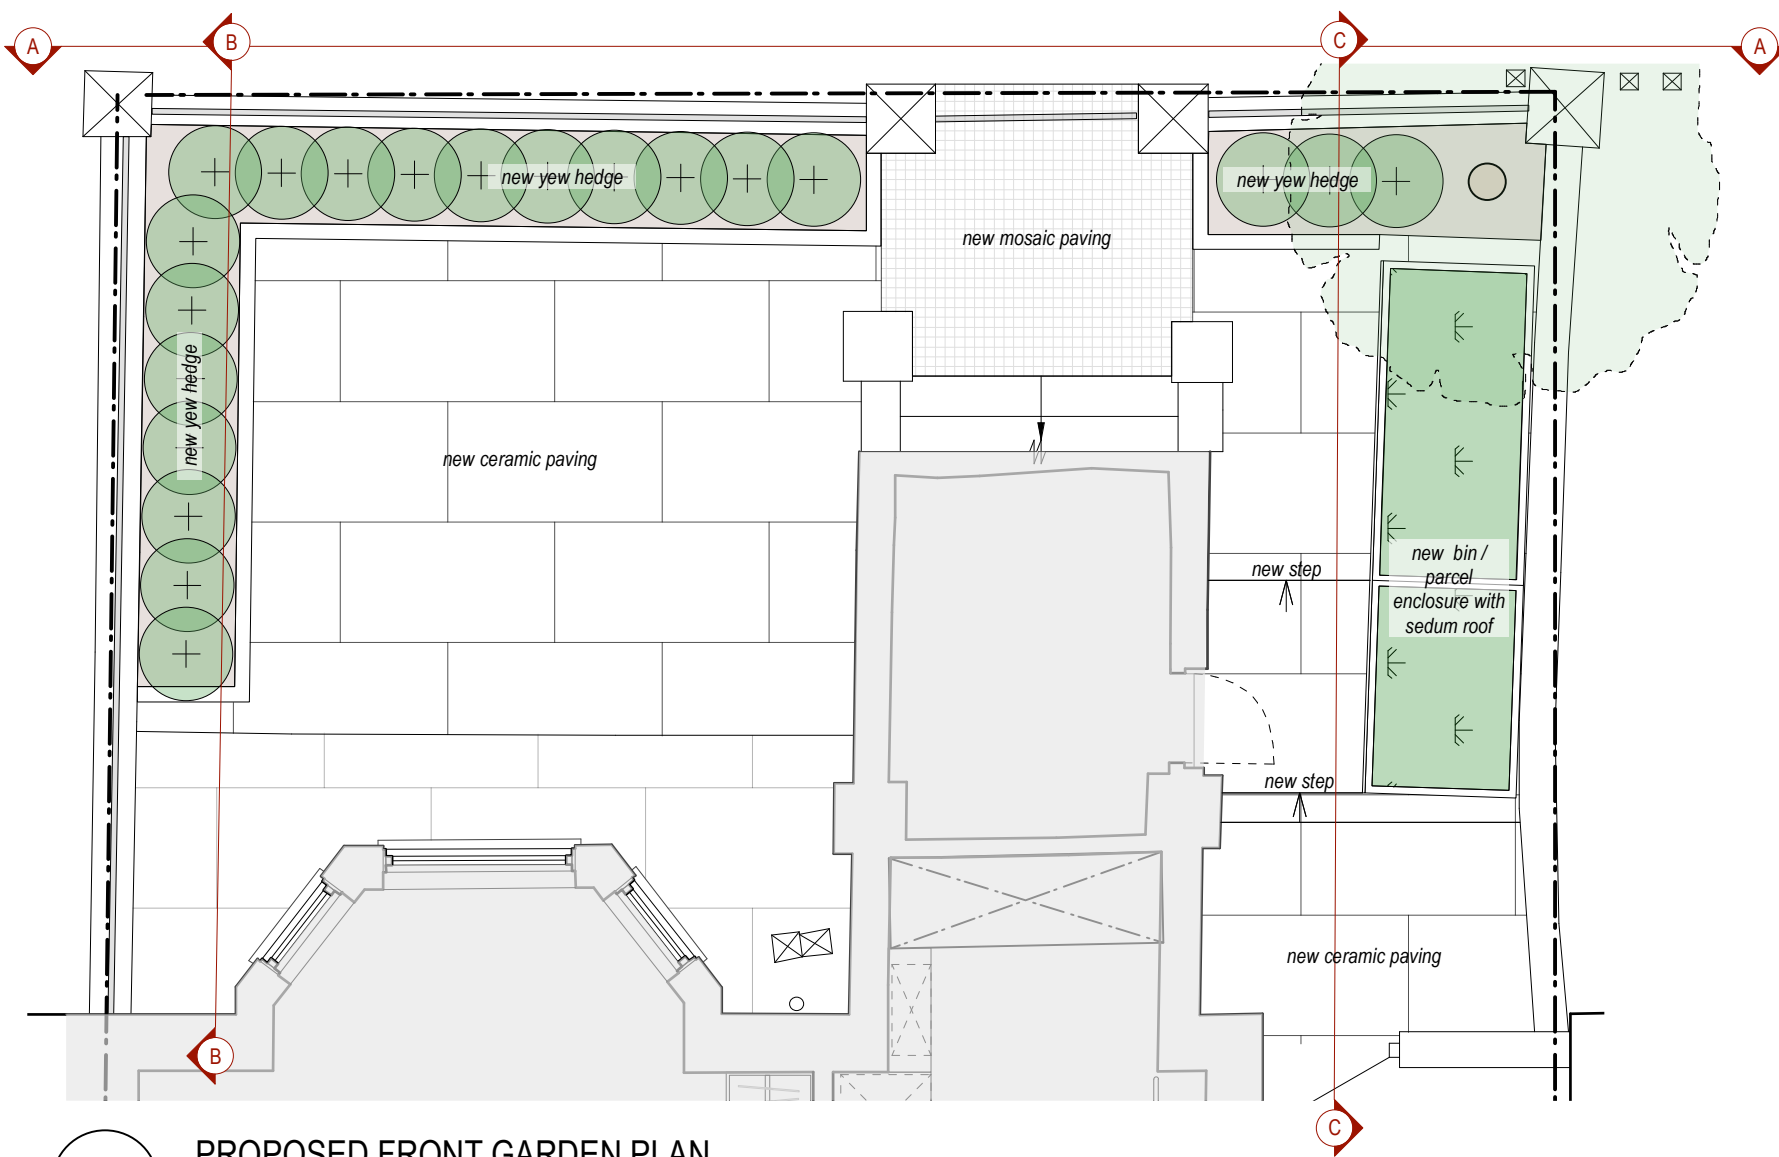 A
B
C
A
new yew hedge
new yew hedge
new mosaic paving
new yew hedge
new ceramic paving
new step
new bin /
parcel
enclosure with
sedum roof
new step
new ceramic paving
B
C
PROPOSED FRONT GARDEN PLAN